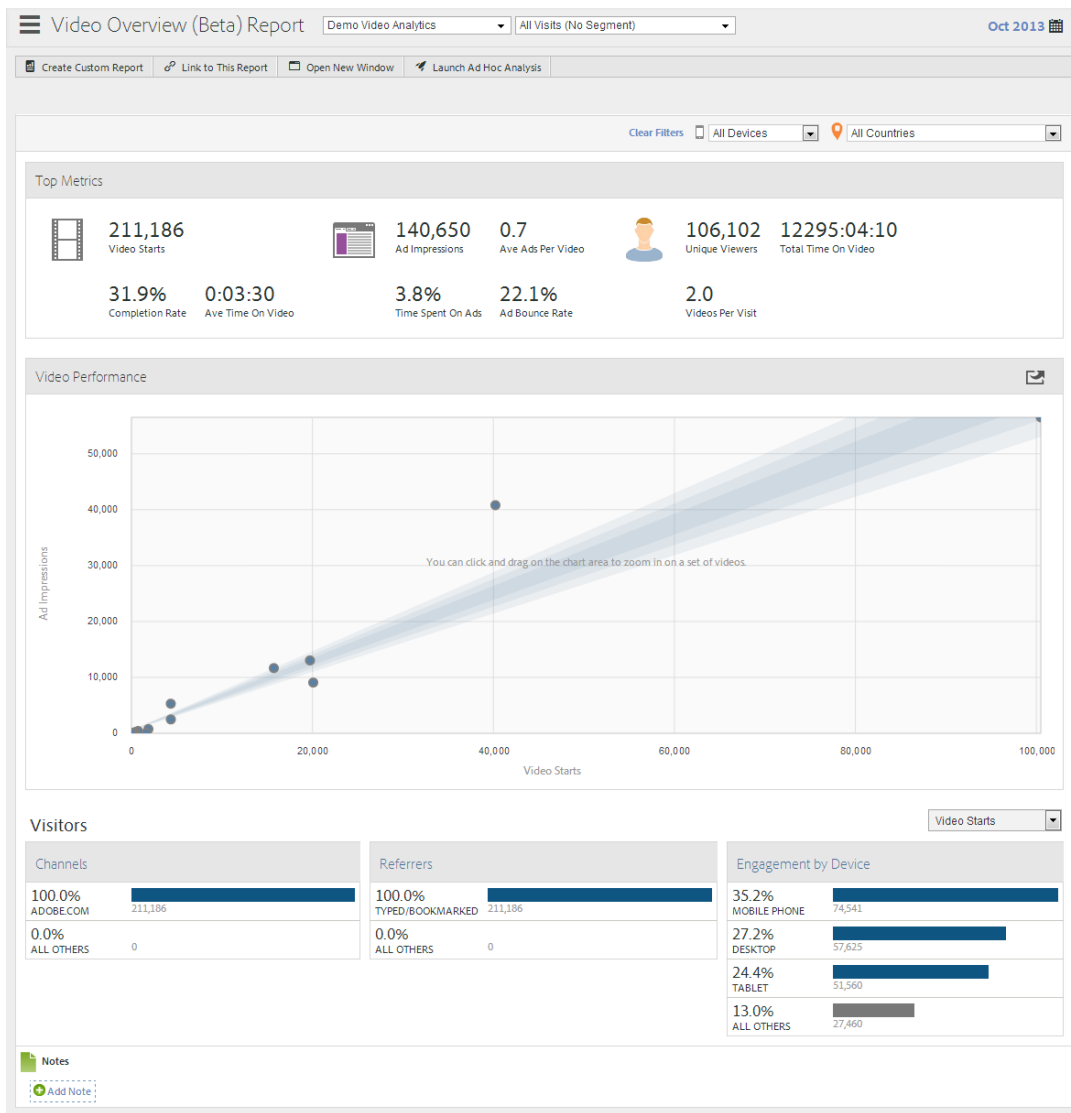 Video Overview (Beta) Report Demo Video Analytics All Visits (No Segment) Oct 2013
Create Custom Report Link to This Report Open New Window Launch Ad Hoc Analysis
Clear Filters All Devices All Countries
Top Metrics
211,186 140,650 0.7 106,102 12295:04:10
Video Starts Ad Impressions Ave Ads Per Video Unique Viewers Total Time On Video
31.9% 0:03:30 3.8% 22.1% 2.0
Completion Rate Ave Time On Video Time Spent On Ads Ad Bounce Rate Videos Per Visit
Video Performance
50,000
40,000
You can click and drag on the chart area to zoom in on a set of videos.
30,000
Ad Impressions
20,000
10,000
0
0 20,000 40,000 60,000 80,000 100,000
Video Starts
Visitors Video Starts
Channels Referrers Engagement by Device
100.0% 100.0% 35.2%
ADOBE.COM 211,186 TYPED/BOOKMARKED 211,186 MOBILE PHONE 74,541
0.0% 0.0% 27.2%
ALL OTHERS 0 ALL OTHERS 0 DESKTOP 57,625
24.4%
TABLET 51,560
13.0%
ALL OTHERS 27,460
Notes
Add Note